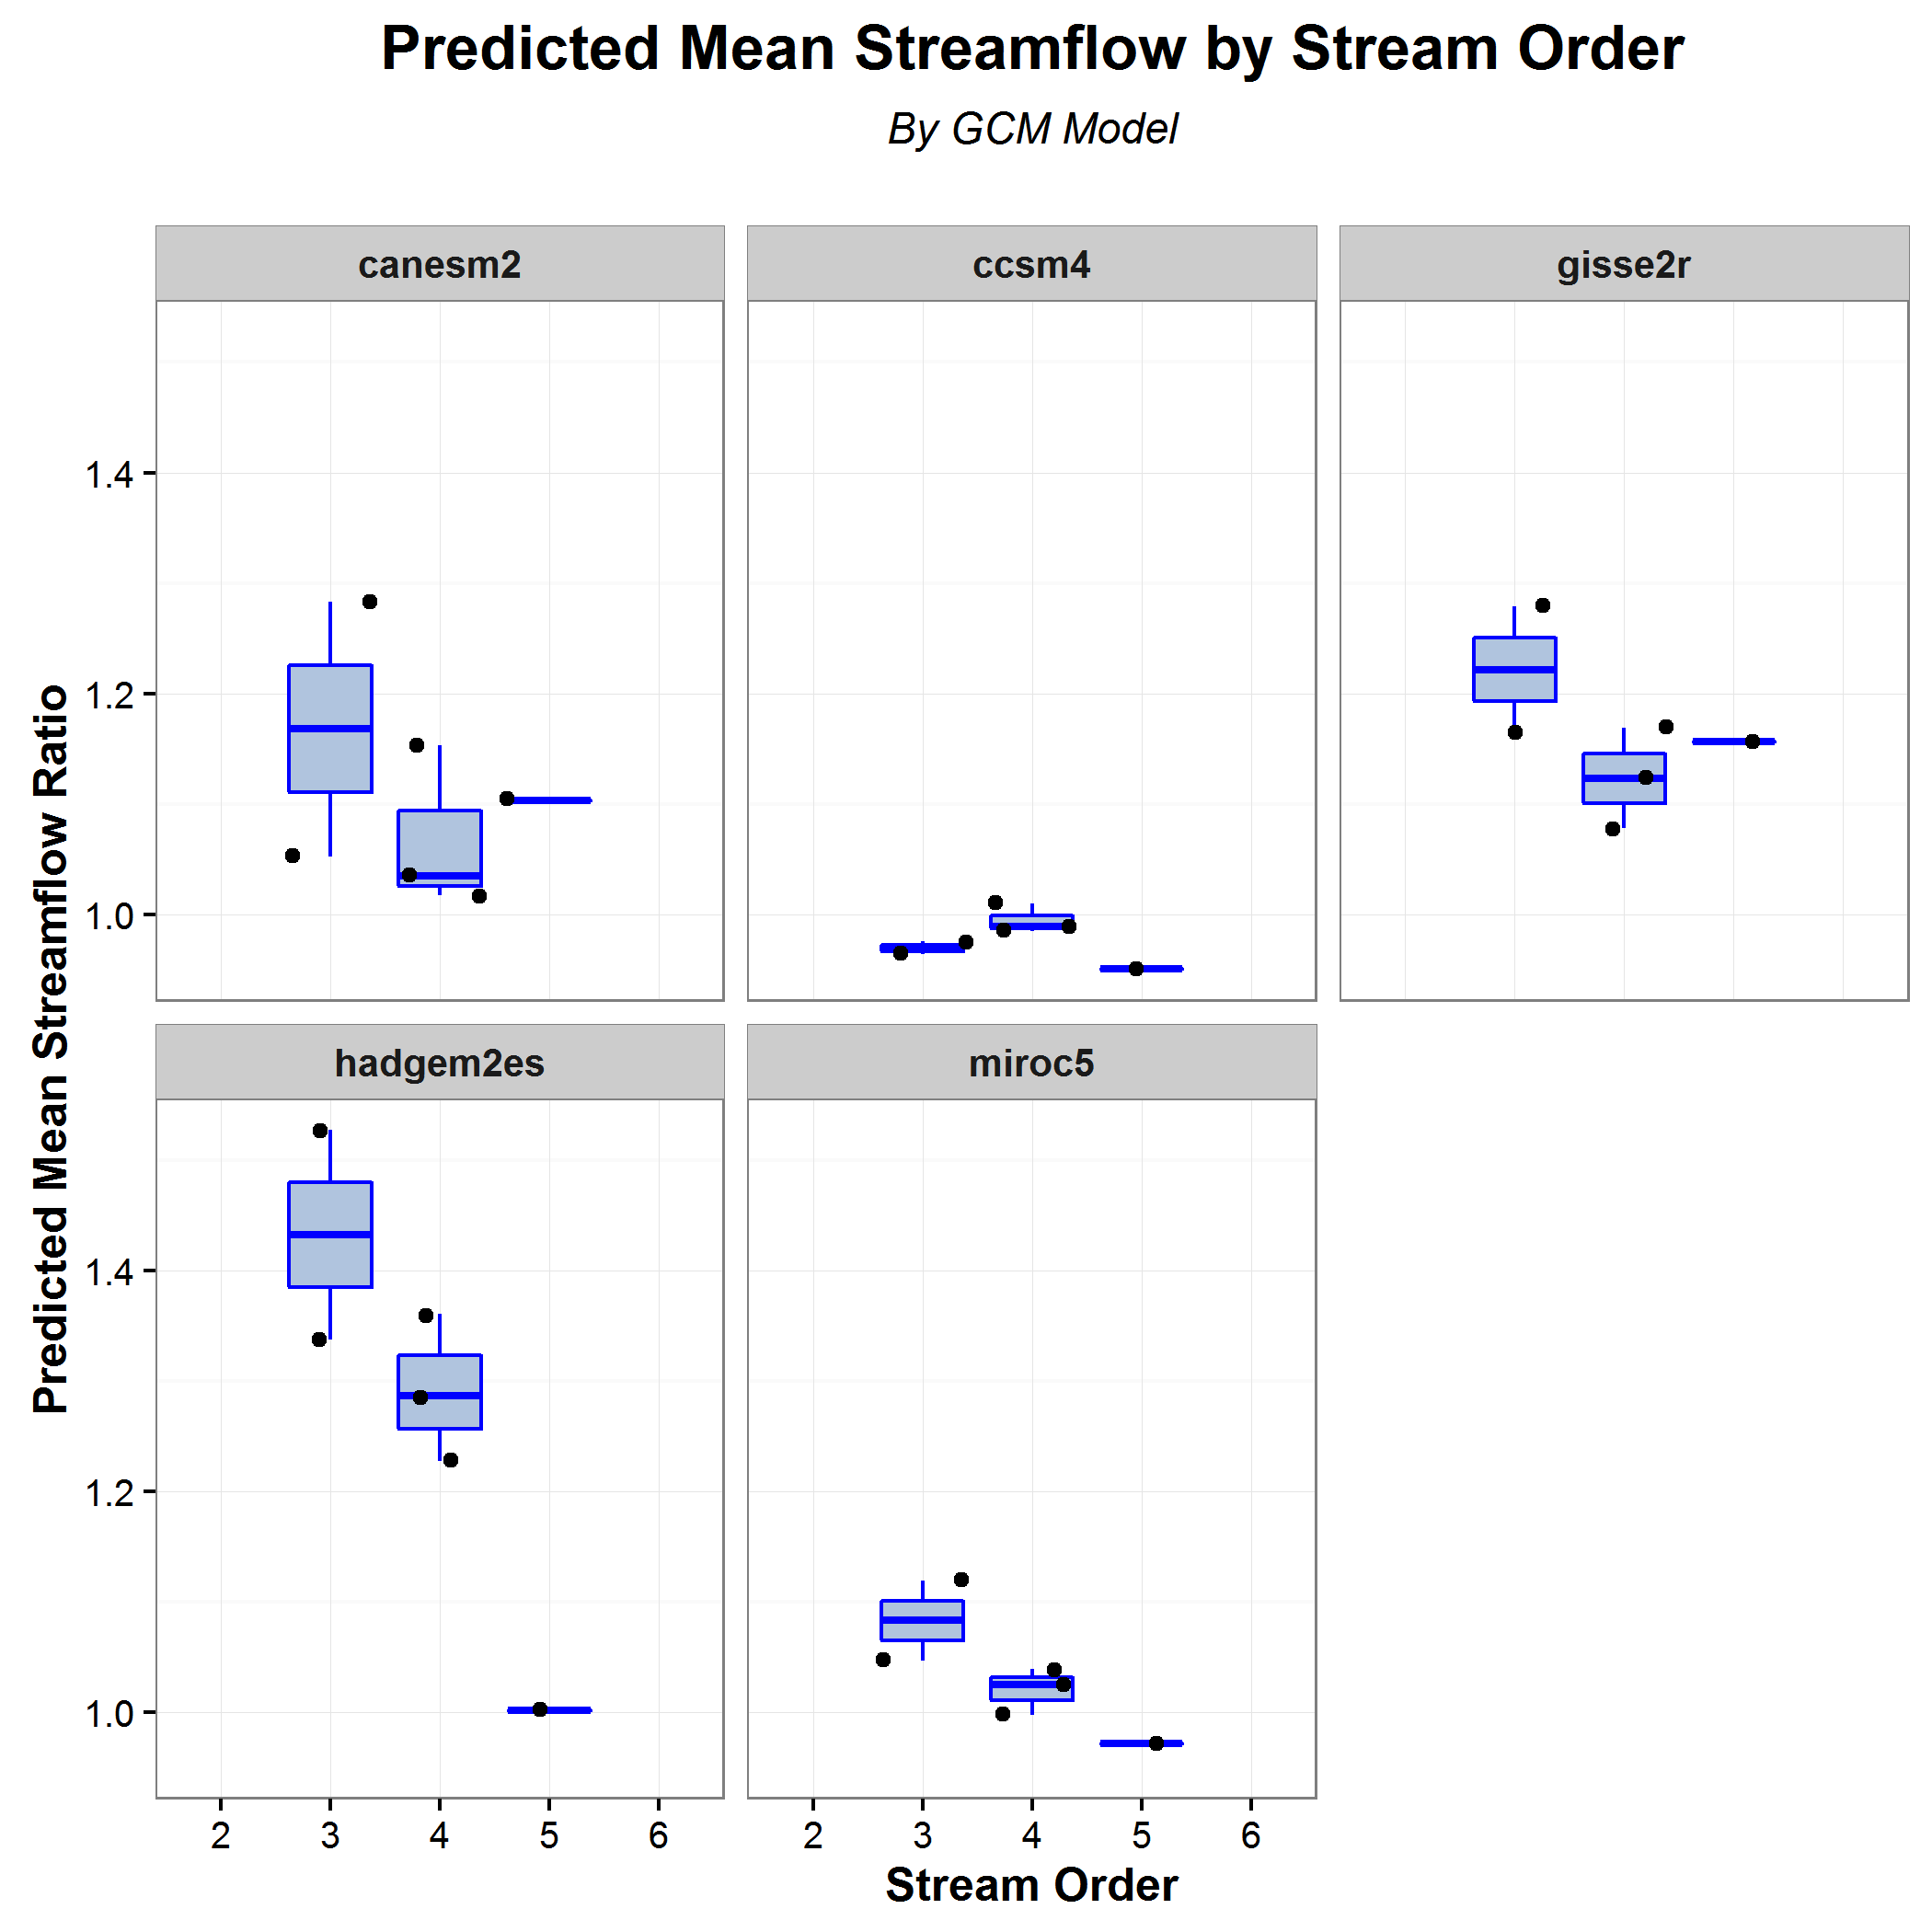 Predicted Mean Streamflow by Stream Order
By GCM Model
canesm2
ccsm4
gisse2r
1.4
1.2
1.0
hadgem2es
miroc5
1.4
1.2
1.0
Predicted Mean Streamflow Ratio
2 3 4 5 6
2 3 4 5 6
Stream Order